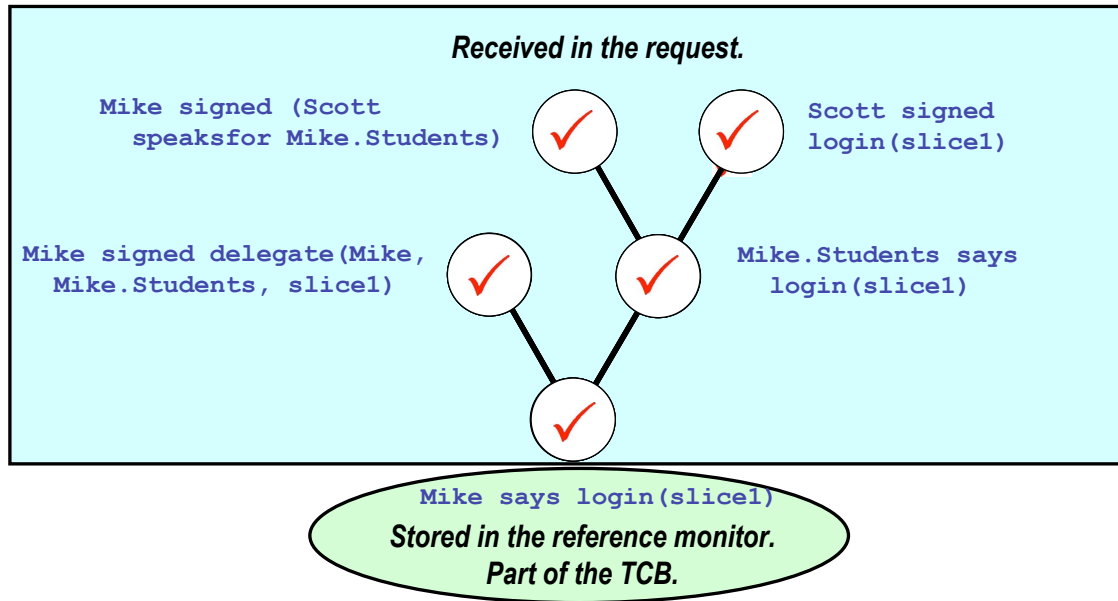 Received in the request.
Mike signed (Scott
speaksfor Mike.Students)
Scott signed
login(slice1)
Mike signed delegate(Mike,
Mike.Students, slice1)
Mike.Students says
login(slice1)
Mike says login(slice1)
Stored in the reference monitor.
Part of the TCB.